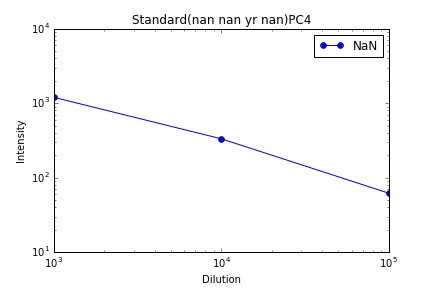 Standard(nan nan yr nan)PC4
NaN
10^4
10^3
10^2
10^1
Intensity
10^3 10^4 10^5
Dilution